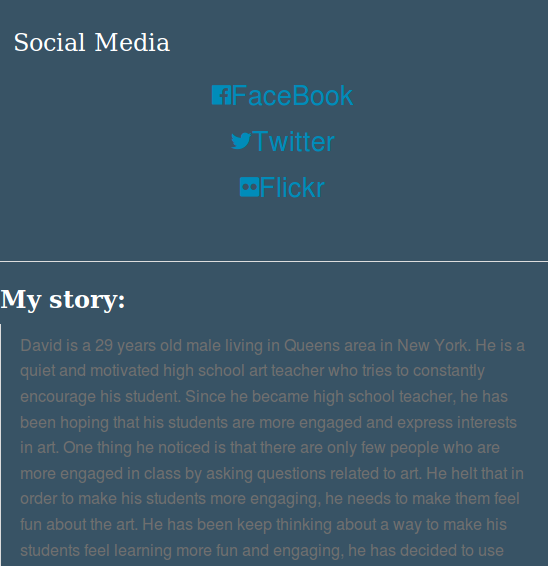 Social Media
FaceBook
Twitter
Flickr
My story:
David is a 29 years old male living in Queens area in New York. He is a
quiet and motivated high school art teacher who tries to constantly
encourage his student. Since he became high school teacher, he has
been hoping that his students are more engaged and express interests
in art. One thing he noticed is that there are only few people who are
more engaged in class by asking questions related to art. He helt that in
order to make his students more engaging, he needs to make them feel
fun about the art. He has been keep thinking about a way to make his
students feel learning more fun and engaging, he has decided to use